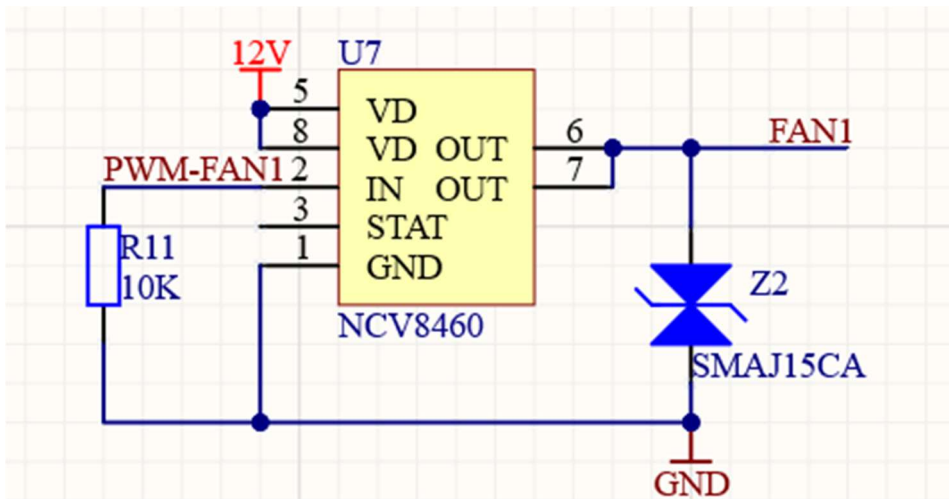 12V
U7
5
VD
8
VD
OUT
6
FAN1
PWM-FAN1
2
IN
OUT
7
3
STAT
R11
1
GND
10K
Z2
NCV8460
SMAJ15CA
GND